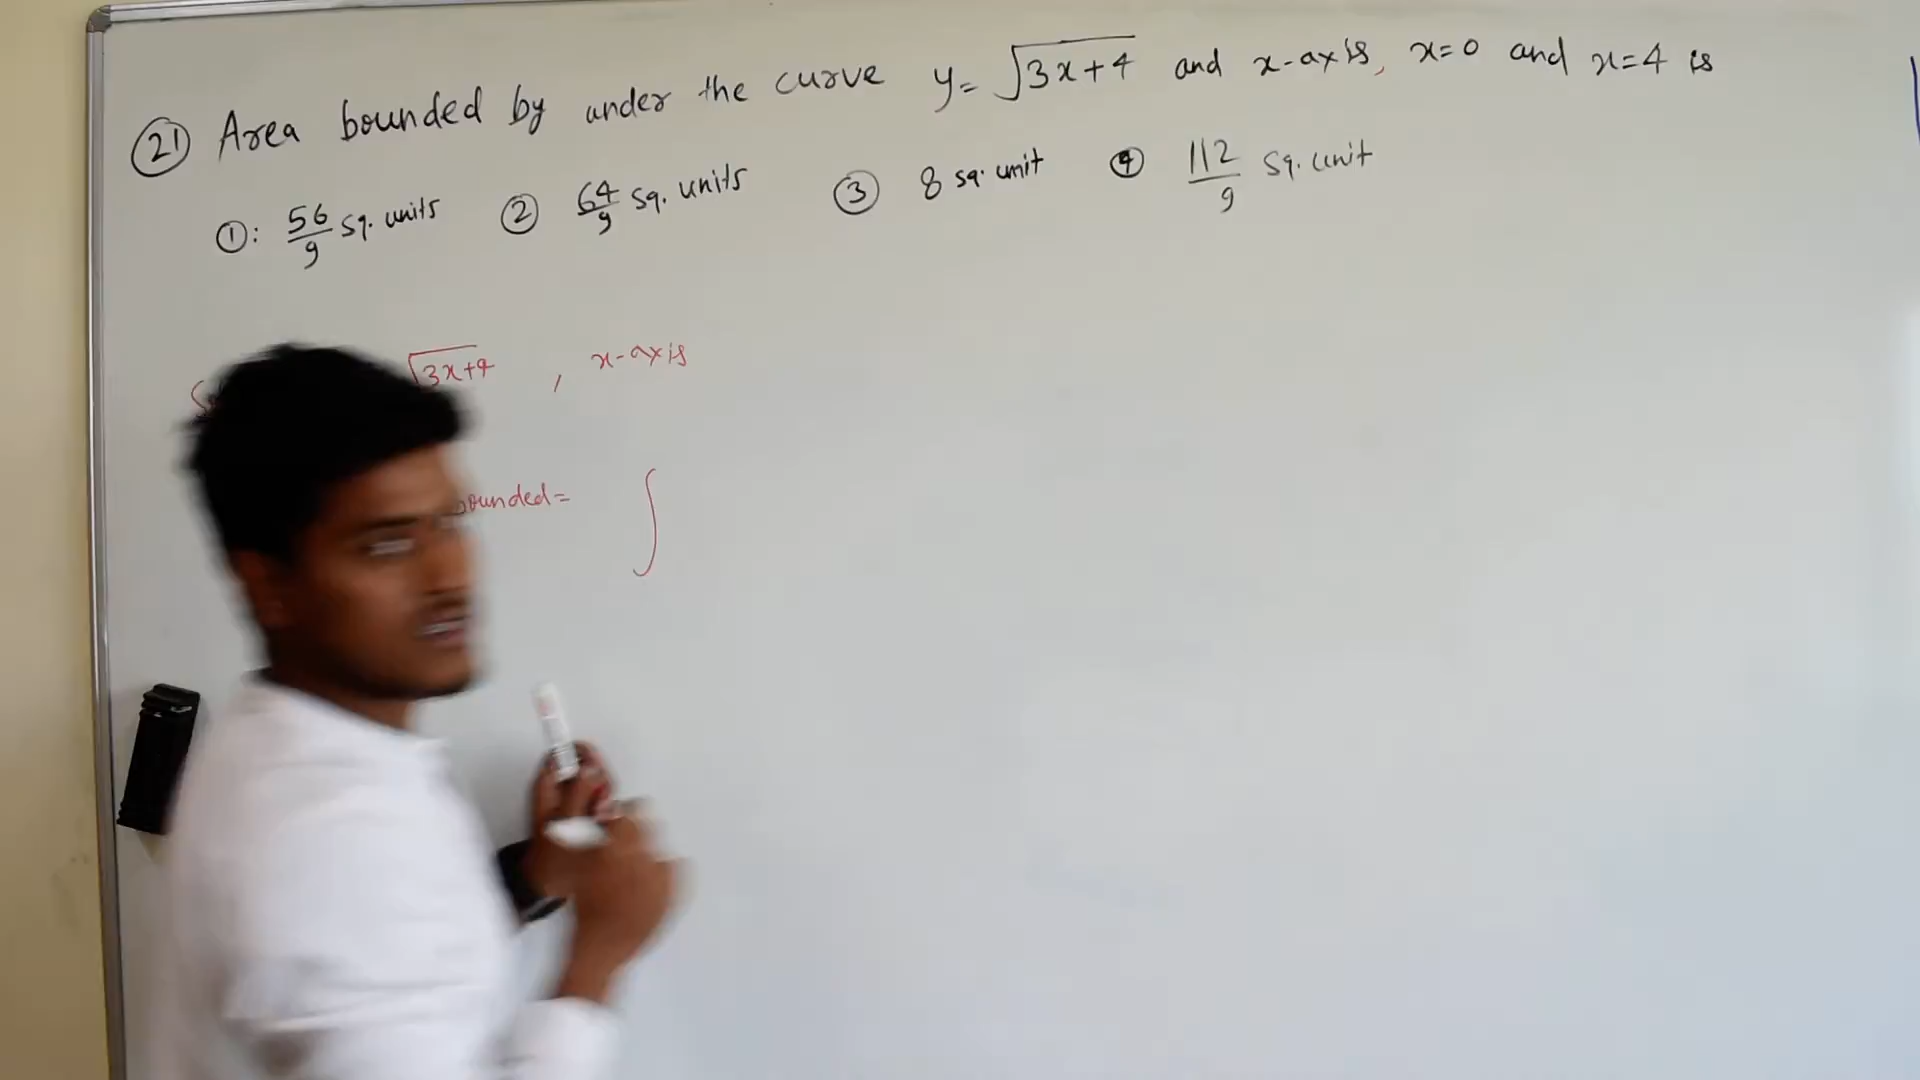 21 Area bounded by under the curve y= √3x+4 and x-axis, x=0 and x=4 is
1: 56/9 sq. units 2 64/9 sq. units 3 8 sq. unit 4 112/9 sq. unit
√3x+4 , x-axis
bounded= ∫